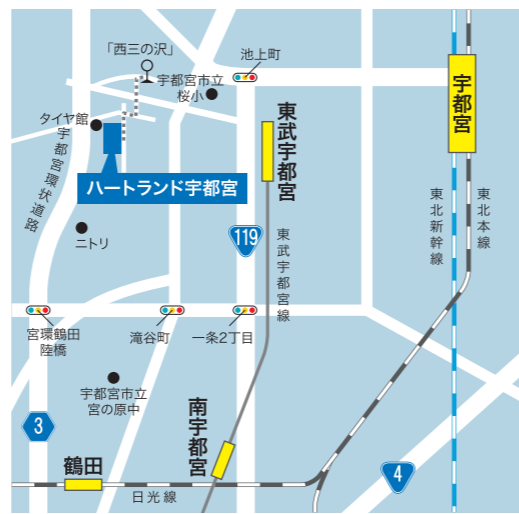 「西三の沢」
池上町
宇都宮市立
桜小
宇都宮
タイヤ館
東武宇都宮
宇都宮環状道路
ハートランド宇都宮
東北新幹線
東北本線
119
東武宇都宮線
ニトリ
宮環鶴田
陸橋
滝谷町
一条2丁目
宇都宮市立
宮の原中
3
南宇都宮
鶴田
4
日光線